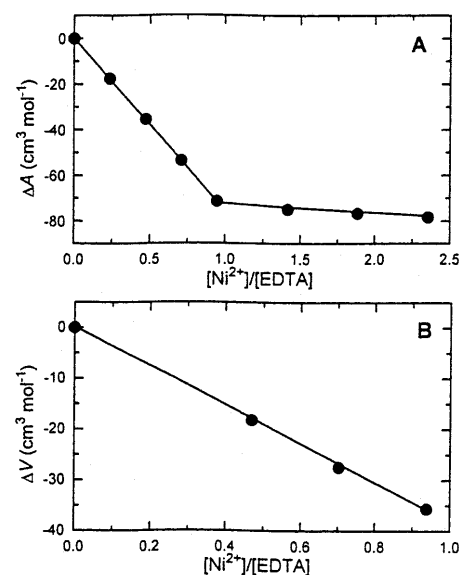 A
ΔA (cm³ mol⁻¹)
0
-20
-40
-60
-80
0.0 0.5 1.0 1.5 2.0 2.5
[Ni²⁺]/[EDTA]
B
ΔV (cm³ mol⁻¹)
0
-10
-20
-30
-40
0.0 0.2 0.4 0.6 0.8 1.0
[Ni²⁺]/[EDTA]